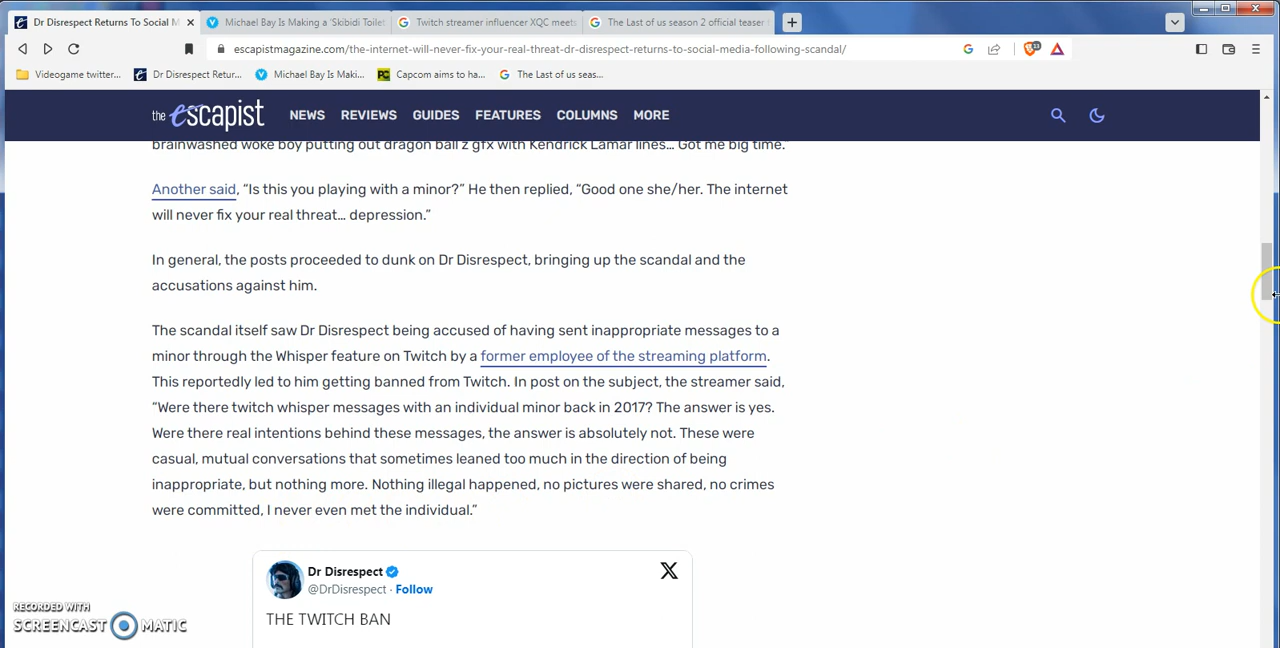 Dr Disrespect Returns To Social M
Michael Bay Is Making a 'Skibidi Toilet
Twitch streamer influencer XQC meets
The Last of us season 2 official teaser t
escapistmagazine.com/the-internet-will-never-fix-your-real-threat-dr-disrespect-returns-to-social-media-following-scandal/
Videogame twitter...
Dr Disrespect Retur...
Michael Bay Is Maki...
Capcom aims to ha...
The Last of us seas...
the escapist
NEWS REVIEWS GUIDES FEATURES COLUMNS MORE
brainwashed woke boy putting out dragon ball z gfx with Kendrick Lamar lines… Got me big time.”
Another said, “Is this you playing with a minor?” He then replied, “Good one she/her. The internet
will never fix your real threat… depression.”
In general, the posts proceeded to dunk on Dr Disrespect, bringing up the scandal and the
accusations against him.
The scandal itself saw Dr Disrespect being accused of having sent inappropriate messages to a
minor through the Whisper feature on Twitch by a former employee of the streaming platform.
This reportedly led to him getting banned from Twitch. In post on the subject, the streamer said,
“Were there twitch whisper messages with an individual minor back in 2017? The answer is yes.
Were there real intentions behind these messages, the answer is absolutely not. These were
casual, mutual conversations that sometimes leaned too much in the direction of being
inappropriate, but nothing more. Nothing illegal happened, no pictures were shared, no crimes
were committed, I never even met the individual.”
Dr Disrespect
@DrDisrespect · Follow
THE TWITCH BAN
RECORDED WITH
SCREENCAST MATIC